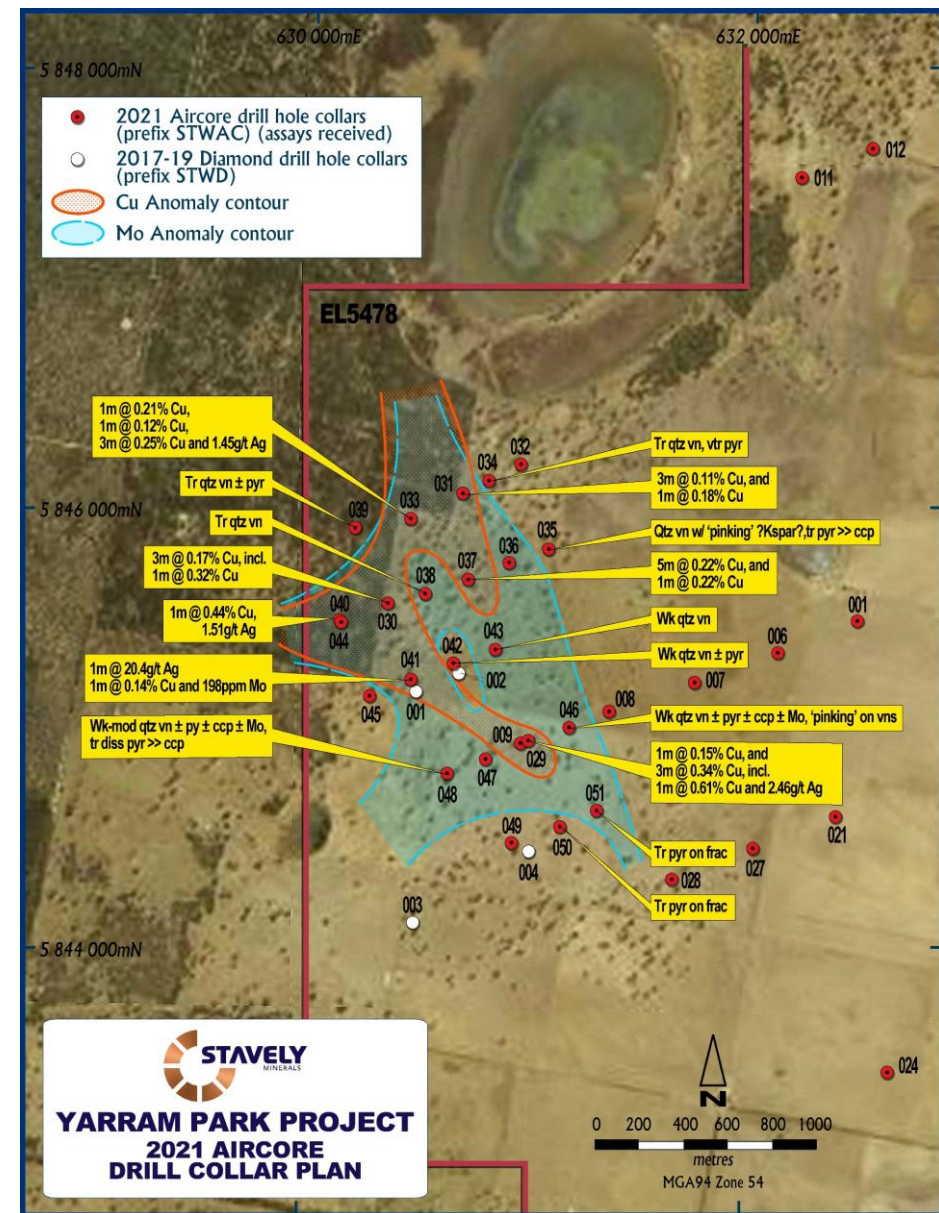 630 000mE
632 000mE
5 848 000mN
2021 Aircore drill hole collars
(prefix STWAC) (assays received)
2017-19 Diamond drill hole collars
(prefix STWD)
Cu Anomaly contour
Mo Anomaly contour
012
011
EL5478
1m @ 0.21% Cu,
1m @ 0.12% Cu,
3m @ 0.25% Cu and 1.45g/t Ag
Tr qtz vn ± pyr
Tr qtz vn
3m @ 0.17% Cu, incl.
1m @ 0.32% Cu
1m @ 0.44% Cu,
1.51g/t Ag
1m @ 20.4g/t Ag
1m @ 0.14% Cu and 198ppm Mo
Wk-mod qtz vn ± py ± ccp ± Mo,
tr diss pyr >> ccp
5 846 000mN
039
033
031
034
032
035
036
037
038
030
040
044
043
042
002
041
001
045
046
008
009
029
047
048
049
004
050
051
003
028
027
021
007
006
001
Tr qtz vn, vtr pyr
3m @ 0.11% Cu, and
1m @ 0.18% Cu
Qtz vn w/ 'pinking' ?Kspar?,tr pyr >> ccp
5m @ 0.22% Cu, and
1m @ 0.22% Cu
Wk qtz vn
Wk qtz vn ± pyr
Wk qtz vn ± pyr ± ccp ± Mo, 'pinking' on vns
1m @ 0.15% Cu, and
3m @ 0.34% Cu, incl.
1m @ 0.61% Cu and 2.46g/t Ag
Tr pyr on frac
Tr pyr on frac
5 844 000mN
024
STAVELY
MINERALS
YARRAM PARK PROJECT
2021 AIRCORE
DRILL COLLAR PLAN
N
0 200 400 600 800 1000
metres
MGA94 Zone 54